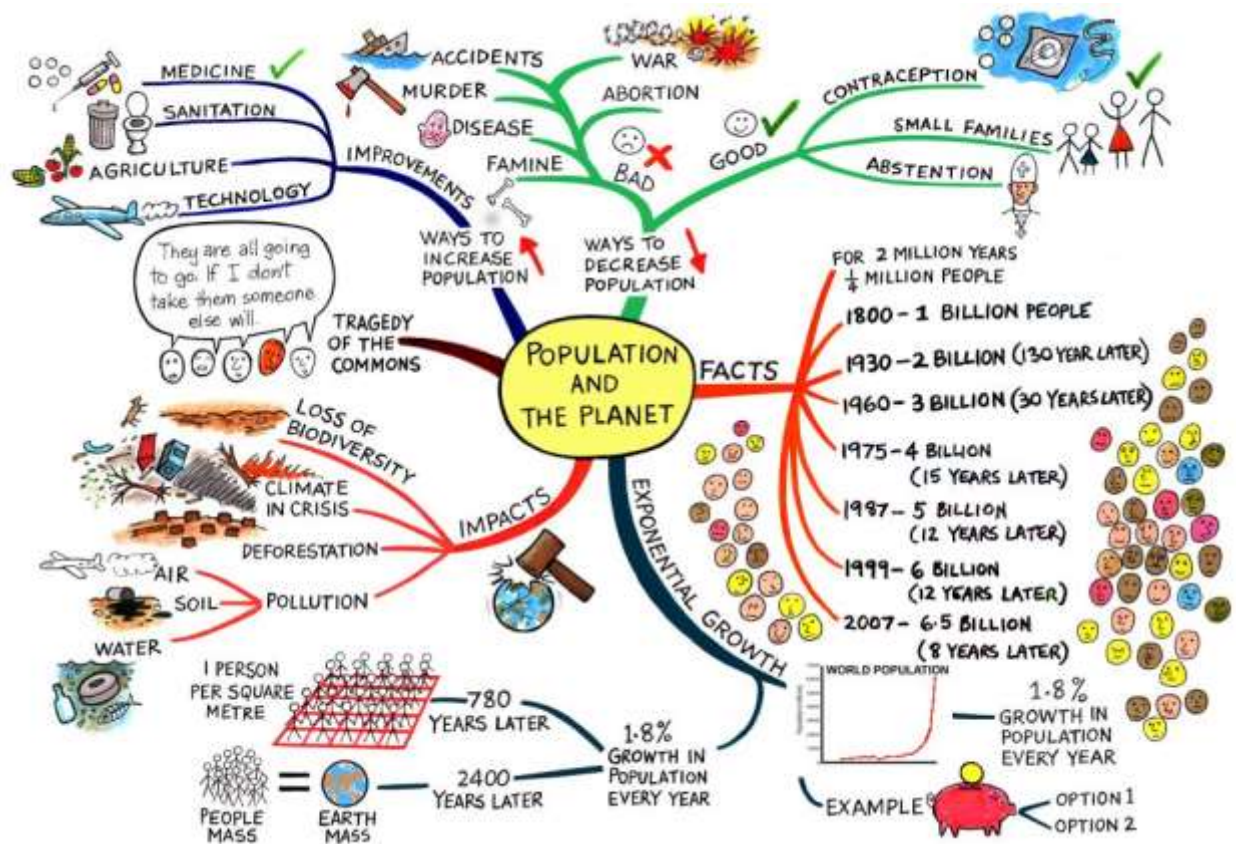 POPULATION
AND
THE PLANET
WAYS TO
INCREASE
POPULATION
IMPROVEMENTS
MEDICINE
SANITATION
AGRICULTURE
TECHNOLOGY
WAYS TO
DECREASE
POPULATION
BAD
ACCIDENTS
MURDER
DISEASE
FAMINE
WAR
ABORTION
GOOD
CONTRACEPTION
SMALL FAMILIES
ABSTENTION
FACTS
FOR 2 MILLION YEARS
1/4 MILLION PEOPLE
1800 - 1 BILLION PEOPLE
1930 - 2 BILLION (130 YEAR LATER)
1960 - 3 BILLION (30 YEARS LATER)
1975 - 4 BILLION
(15 YEARS LATER)
1987 - 5 BILLION
(12 YEARS LATER)
1999 - 6 BILLION
(12 YEARS LATER)
2007 - 6.5 BILLION
(8 YEARS LATER)
EXPONENTIAL GROWTH
WORLD POPULATION
1.8%
GROWTH IN
POPULATION
EVERY YEAR
EXAMPLE
OPTION 1
OPTION 2
1.8%
GROWTH IN
POPULATION
EVERY YEAR
780
YEARS LATER
1 PERSON
PER SQUARE
METRE
2400
YEARS LATER
PEOPLE
MASS
=
EARTH
MASS
IMPACTS
LOSS OF
BIODIVERSITY
CLIMATE
IN CRISIS
DEFORESTATION
POLLUTION
AIR
SOIL
WATER
TRAGEDY
OF THE
COMMONS
They are all going
to go. If I don't
take them someone
else will.